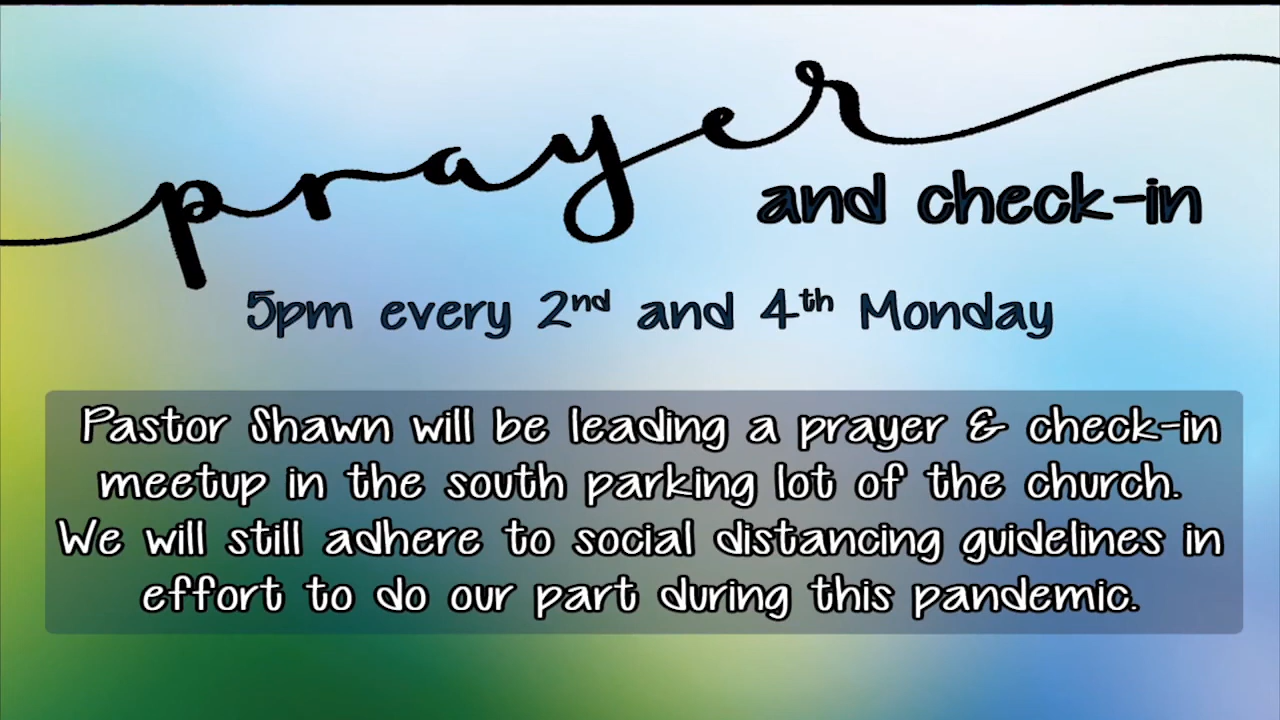 prayer
and check-in
5pm every 2nd and 4th Monday
Pastor Shawn will be leading a prayer & check-in
meetup in the south parking lot of the church.
We will still adhere to social distancing guidelines in
effort to do our part during this pandemic.